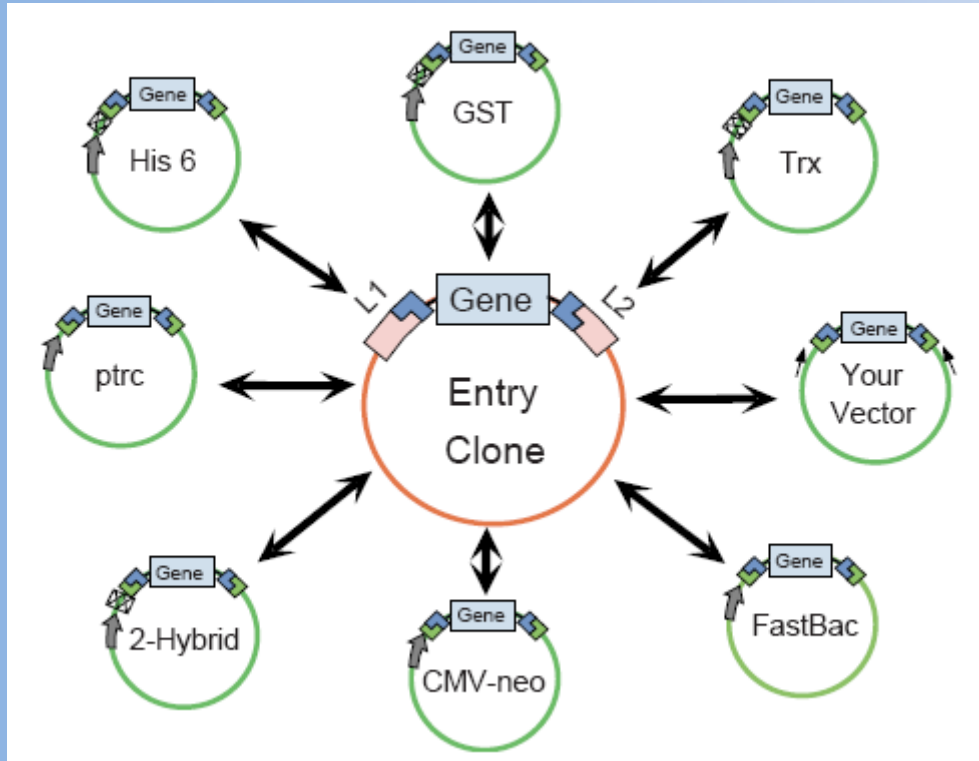 Gene
GST
Gene
His 6
Gene
Trx
L1
Gene
L2
Entry
Clone
Gene
ptrc
Gene
Your
Vector
Gene
2-Hybrid
Gene
CMV-neo
Gene
FastBac